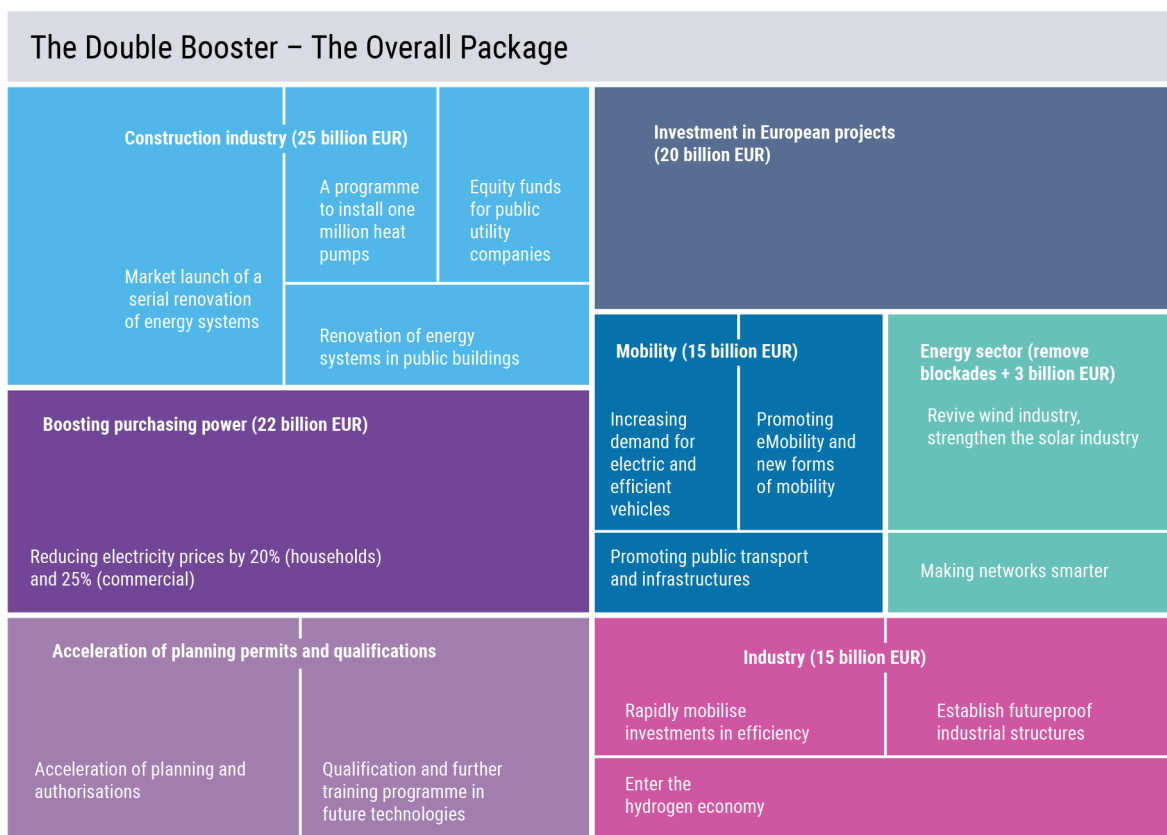 The Double Booster – The Overall Package
Construction industry (25 billion EUR)
Market launch of a
serial renovation
of energy systems
A programme
to install one
million heat
pumps
Equity funds
for public
utility
companies
Renovation of energy
systems in public buildings
Investment in European projects
(20 billion EUR)
Boosting purchasing power (22 billion EUR)
Reducing electricity prices by 20% (households)
and 25% (commercial)
Mobility (15 billion EUR)
Increasing
demand for
electric and
efficient
vehicles
Promoting
eMobility and
new forms
of mobility
Promoting public transport
and infrastructures
Energy sector (remove
blockades + 3 billion EUR)
Revive wind industry,
strengthen the solar industry
Making networks smarter
Acceleration of planning permits and qualifications
Acceleration of planning and
authorisations
Qualification and further
training programme in
future technologies
Industry (15 billion EUR)
Rapidly mobilise
investments in efficiency
Establish futureproof
industrial structures
Enter the
hydrogen economy